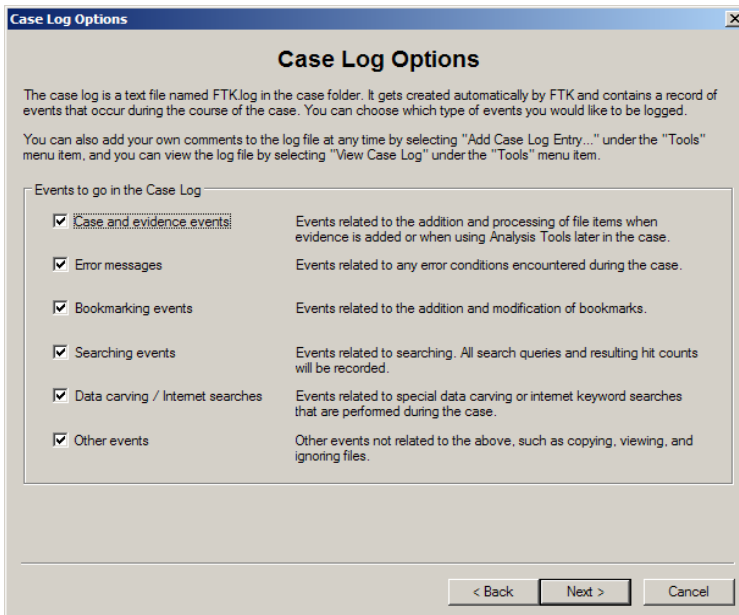 Case Log Options
Case Log Options
The case log is a text file named FTK.log in the case folder. It gets created automatically by FTK and contains a record of
events that occur during the course of the case. You can choose which type of events you would like to be logged.
You can also add your own comments to the log file at any time by selecting "Add Case Log Entry..." under the "Tools"
menu item, and you can view the log file by selecting "View Case Log" under the "Tools" menu item.
Events to go in the Case Log
Case and evidence events
Events related to the addition and processing of file items when
evidence is added or when using Analysis Tools later in the case.
Error messages
Events related to any error conditions encountered during the case.
Bookmarking events
Events related to the addition and modification of bookmarks.
Searching events
Events related to searching. All search queries and resulting hit counts
will be recorded.
Data carving / Internet searches
Events related to special data carving or internet keyword searches
that are performed during the case.
Other events
Other events not related to the above, such as copying, viewing, and
ignoring files.
< Back
Next >
Cancel